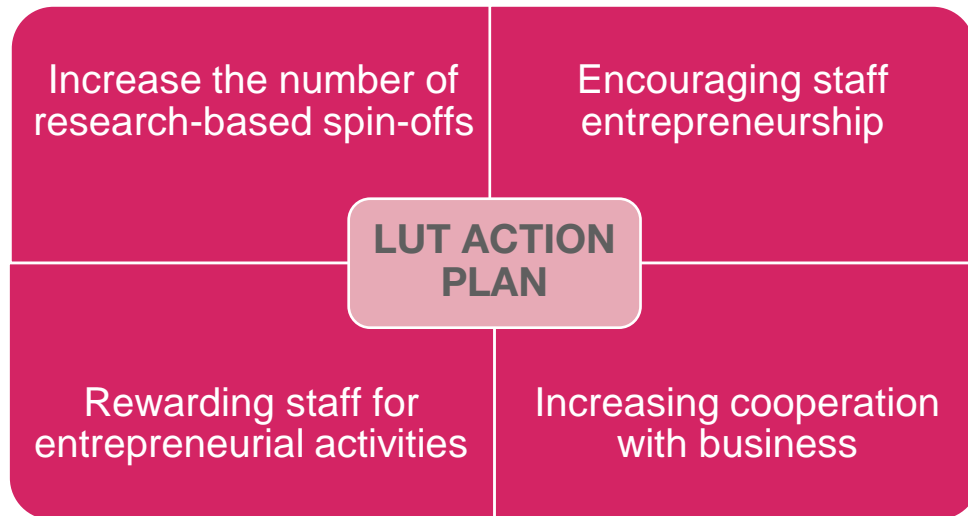 Increase the number of
research-based spin-offs
Encouraging staff
entrepreneurship
LUT ACTION
PLAN
Rewarding staff for
entrepreneurial activities
Increasing cooperation
with business